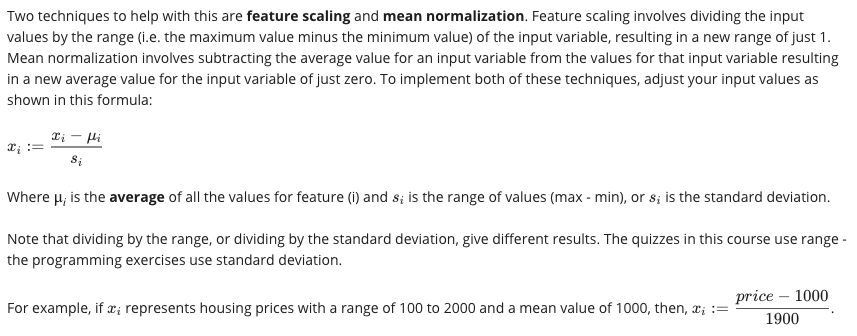 Two techniques to help with this are feature scaling and mean normalization. Feature scaling involves dividing the input
values by the range (i.e. the maximum value minus the minimum value) of the input variable, resulting in a new range of just 1.
Mean normalization involves subtracting the average value for an input variable from the values for that input variable resulting
in a new average value for the input variable of just zero. To implement both of these techniques, adjust your input values as
shown in this formula:
x_i := (x_i − μ_i) / s_i
Where μ_i is the average of all the values for feature (i) and s_i is the range of values (max - min), or s_i is the standard deviation.
Note that dividing by the range, or dividing by the standard deviation, give different results. The quizzes in this course use range -
the programming exercises use standard deviation.
For example, if x_i represents housing prices with a range of 100 to 2000 and a mean value of 1000, then, x_i := (price − 1000) / 1900.